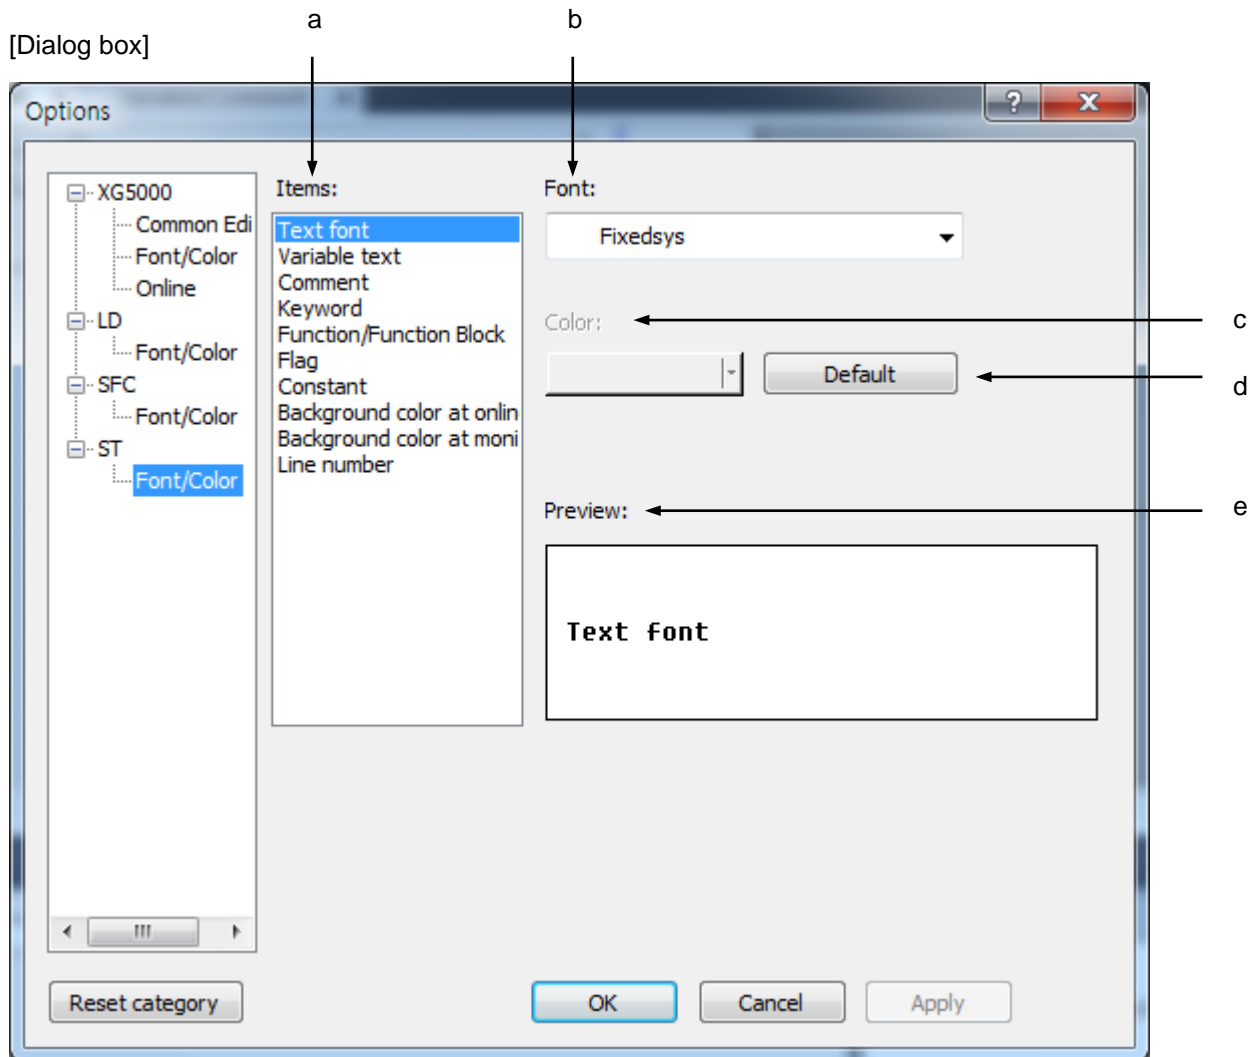 a
b
[Dialog box]
Options
?
XG5000
Common Edi
Font/Color
Online
LD
Font/Color
SFC
Font/Color
ST
Font/Color
Items:
Text font
Variable text
Comment
Keyword
Function/Function Block
Flag
Constant
Background color at onlin
Background color at moni
Line number
Font:
Fixedsys
Color:
c
Default
d
Preview:
e
Text font
Reset category
OK
Cancel
Apply